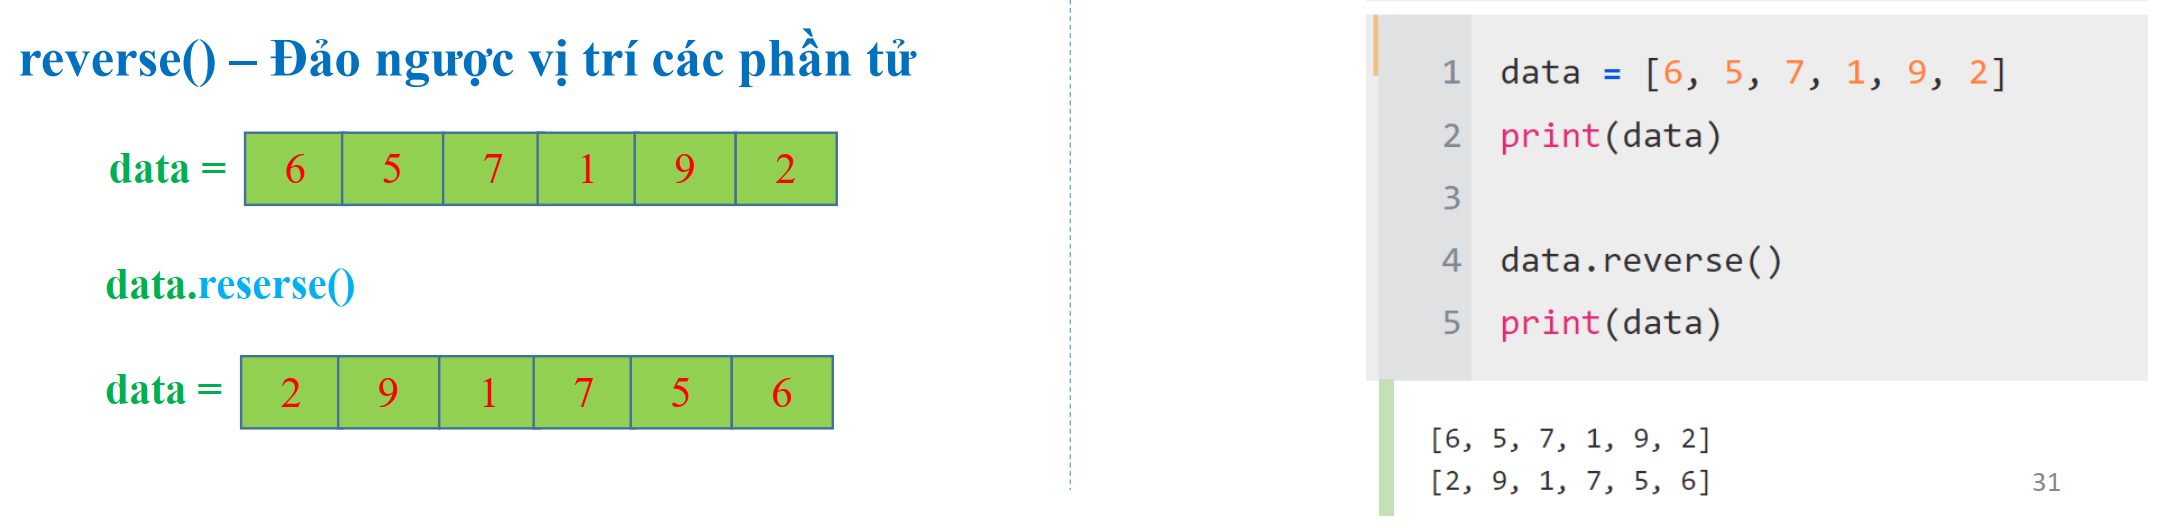 reverse() – Đảo ngược vị trí các phần tử
data = 6 5 7 1 9 2
data.reserse()
data = 2 9 1 7 5 6
1 data = [6, 5, 7, 1, 9, 2]
2 print(data)
3
4 data.reverse()
5 print(data)
[6, 5, 7, 1, 9, 2]
[2, 9, 1, 7, 5, 6]
31